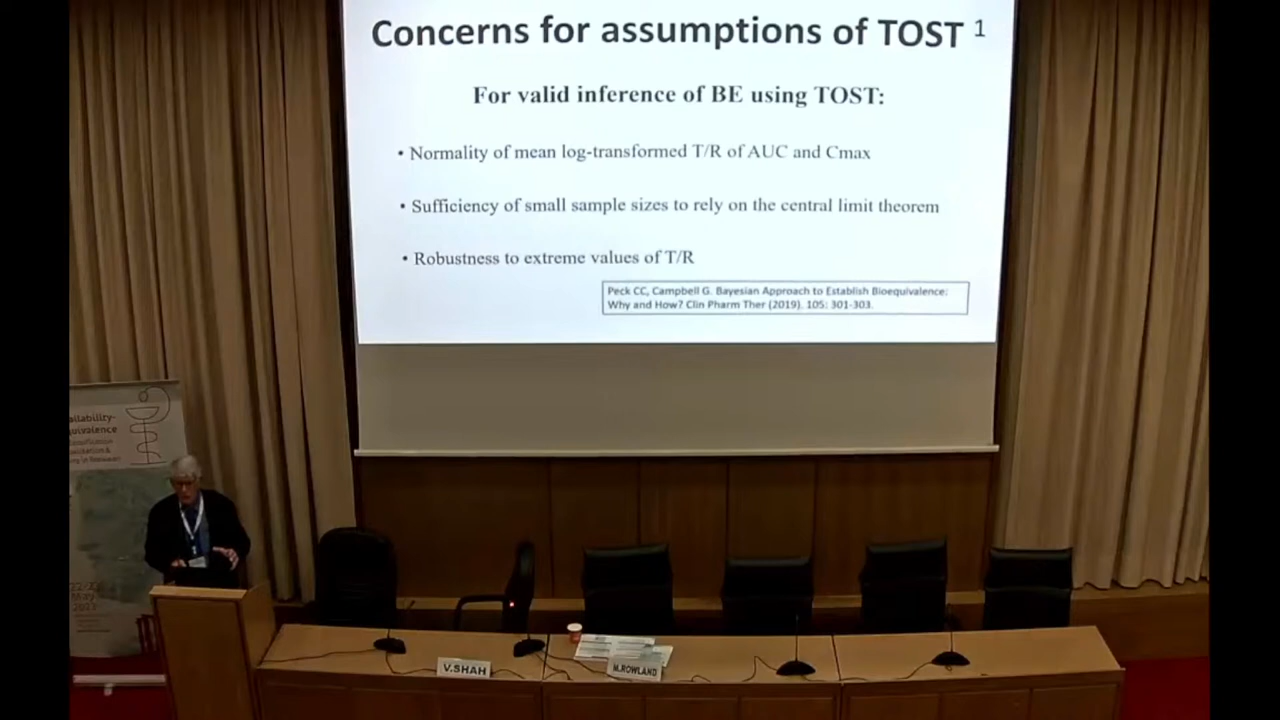 Concerns for assumptions of TOST 1
For valid inference of BE using TOST:
• Normality of mean log-transformed T/R of AUC and Cmax
• Sufficiency of small sample sizes to rely on the central limit theorem
• Robustness to extreme values of T/R
Peck CC, Campbell G. Bayesian Approach to Establish Bioequivalence:
Why and How? Clin Pharm Ther (2019). 105: 301-303.
ailability-
quivalence
May
V.SHAH
M.ROWLAND